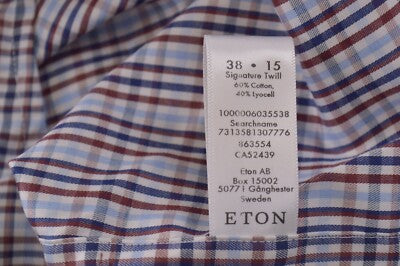 38 • 15
Signature Twill
60% Cotton,
40% Lyocell
1000006035538
Searchname
7313581307776
863554
CA52439
Eton AB
Box 15002
50771 Gånghester
Sweden
ETON